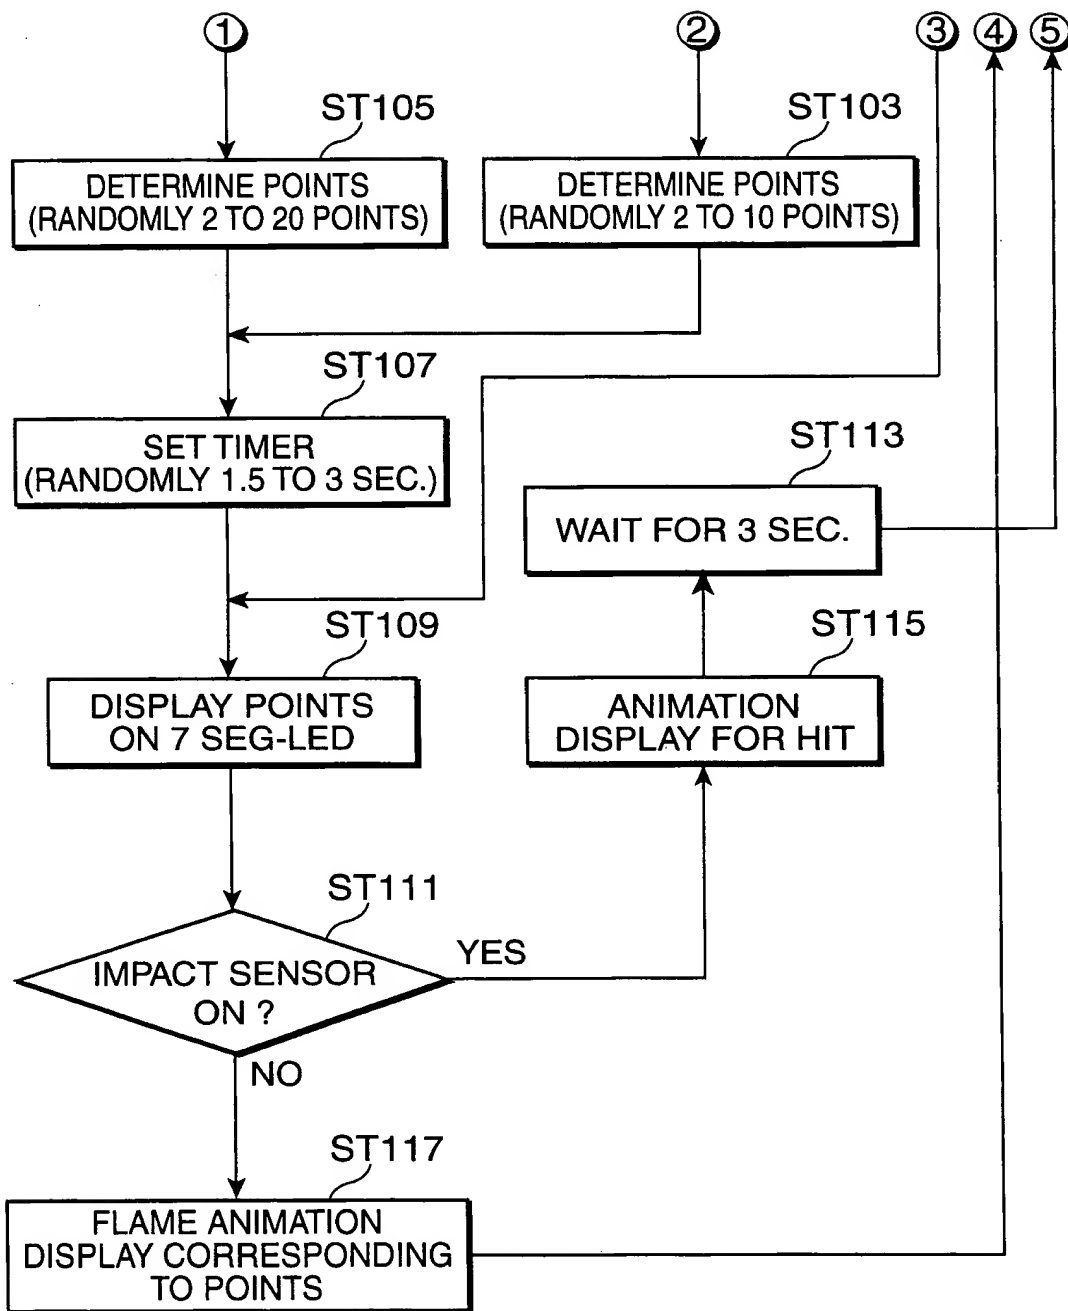 ① ② ③ ④ ⑤
ST105
ST103
DETERMINE POINTS
(RANDOMLY 2 TO 20 POINTS)
DETERMINE POINTS
(RANDOMLY 2 TO 10 POINTS)
ST107
SET TIMER
(RANDOMLY 1.5 TO 3 SEC.)
ST113
WAIT FOR 3 SEC.
ST109
DISPLAY POINTS
ON 7 SEG-LED
ST115
ANIMATION
DISPLAY FOR HIT
ST111
IMPACT SENSOR
ON ?
YES
NO
ST117
FLAME ANIMATION
DISPLAY CORRESPONDING
TO POINTS